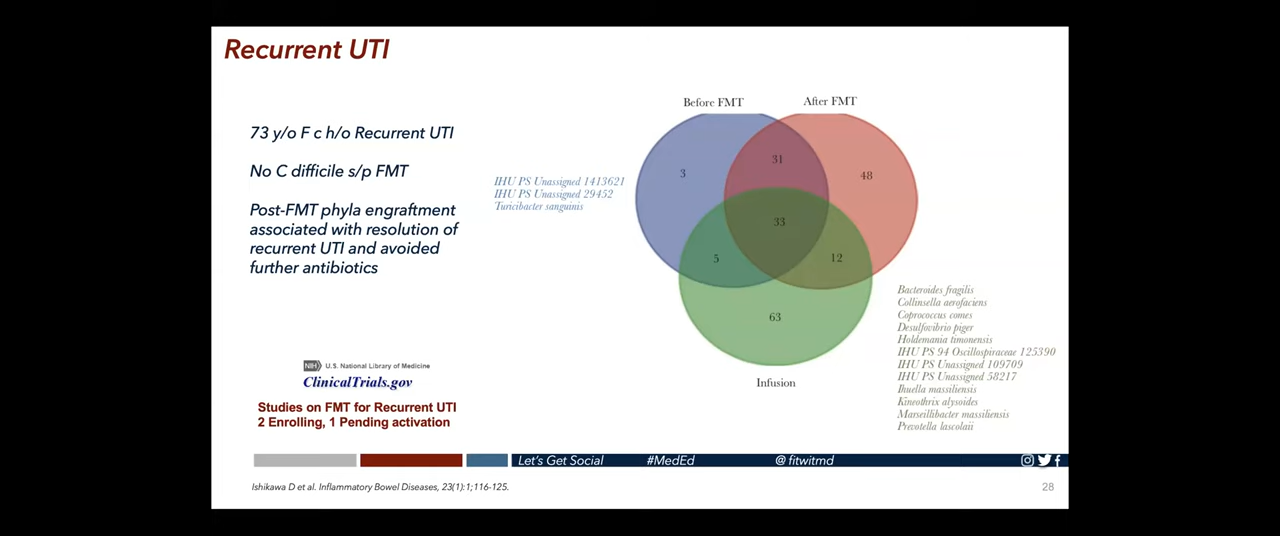 Recurrent UTI
73 y/o F c h/o Recurrent UTI
No C difficile s/p FMT
Post-FMT phyla engraftment
associated with resolution of
recurrent UTI and avoided
further antibiotics
Before FMT
After FMT
3
31
48
33
5
12
63
Infusion
IHU PS Unassigned 1413621
IHU PS Unassigned 29452
Turicibacter sanguinis
Bacteroides fragilis
Collinsella aerofaciens
Coprococcus comes
Desulfovibrio piger
Holdemania timonensis
IHU PS 94 Oscillospiraceae 125390
IHU PS Unassigned 109709
IHU PS Unassigned 58217
Ihuella massiliensis
Kineothrix alysoides
Marseillibacter massiliensis
Prevotella lascolaii
NIH U.S. National Library of Medicine
ClinicalTrials.gov
Studies on FMT for Recurrent UTI
2 Enrolling, 1 Pending activation
Let's Get Social #MedEd @fitwitmd
Ishikawa D et al. Inflammatory Bowel Diseases, 23(1):1;116-125.
28